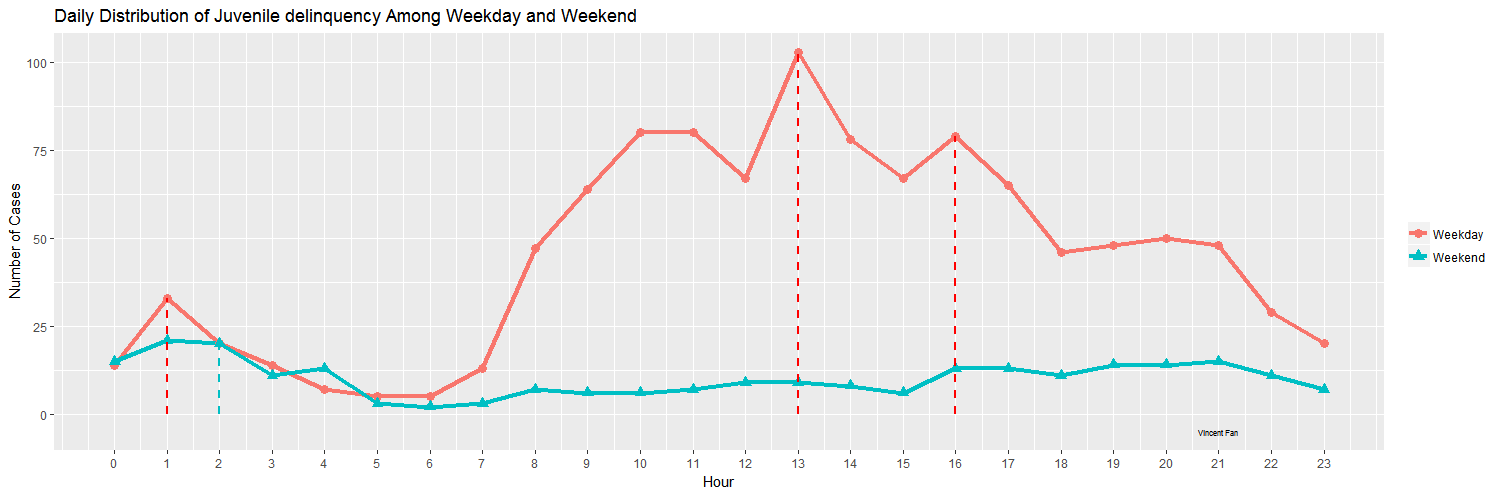 Daily Distribution of Juvenile delinquency Among Weekday and Weekend
Number of Cases
100
75
50
25
0
Weekday
Weekend
Vincent Fan
0 1 2 3 4 5 6 7 8 9 10 11 12 13 14 15 16 17 18 19 20 21 22 23
Hour